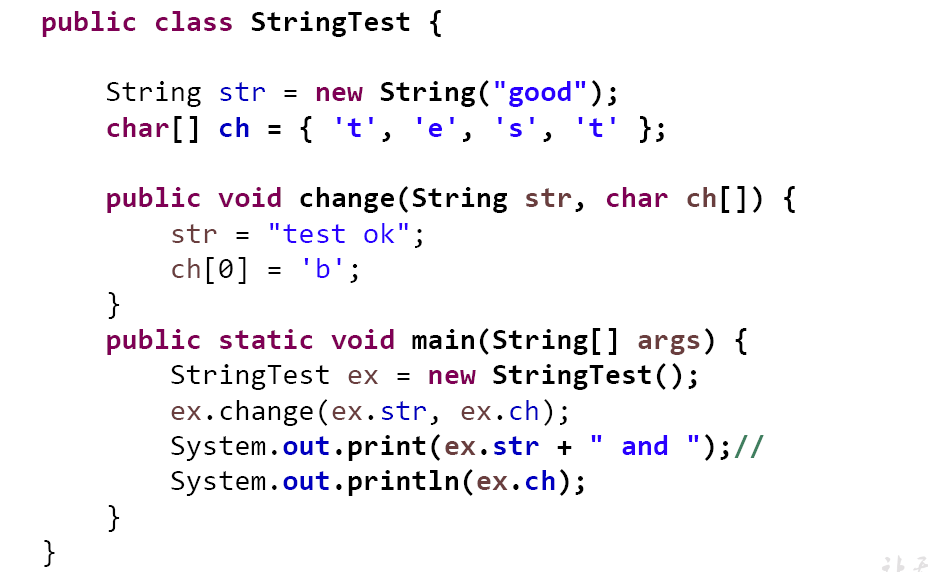 public class StringTest {
String str = new String("good");
char[] ch = { 't', 'e', 's', 't' };
public void change(String str, char ch[]) {
str = "test ok";
ch[0] = 'b';
}
public static void main(String[] args) {
StringTest ex = new StringTest();
ex.change(ex.str, ex.ch);
System.out.print(ex.str + " and ");//
System.out.println(ex.ch);
}
}